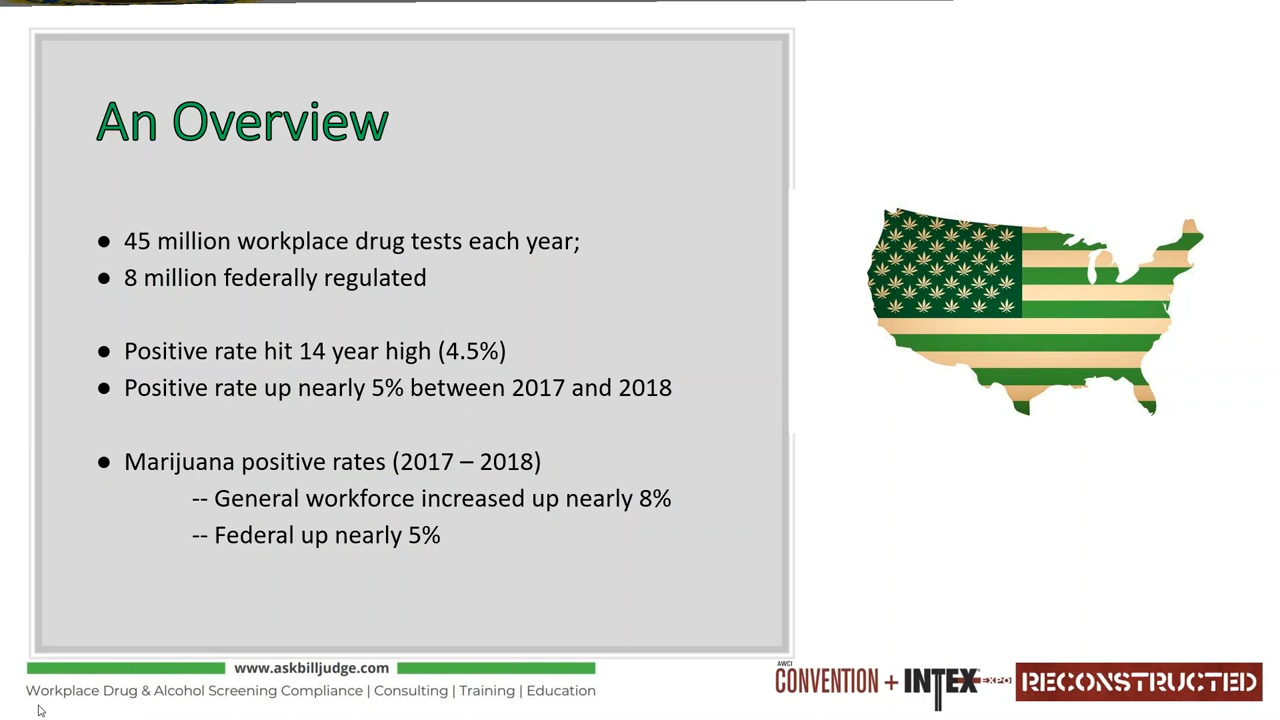 An Overview
● 45 million workplace drug tests each year;
● 8 million federally regulated
● Positive rate hit 14 year high (4.5%)
● Positive rate up nearly 5% between 2017 and 2018
● Marijuana positive rates (2017 – 2018)
-- General workforce increased up nearly 8%
-- Federal up nearly 5%
www.askbilljudge.com
Workplace Drug & Alcohol Screening Compliance | Consulting | Training | Education
AWCI
CONVENTION + INTEX EXPO RECONSTRUCTED